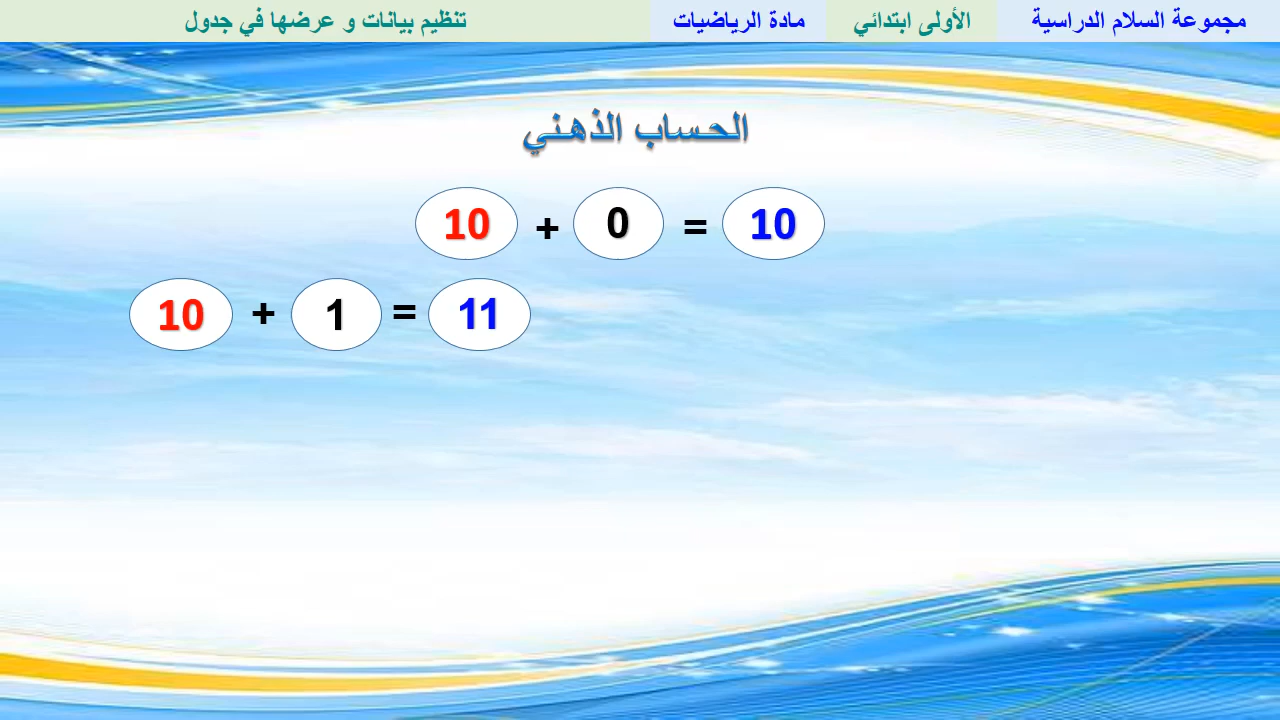 مجموعة السلام الدراسية الأولى ابتدائي مادة الرياضيات تنظيم بيانات و عرضها في جدول
الحساب الذهني
10 + 0 = 10
10 + 1 = 11